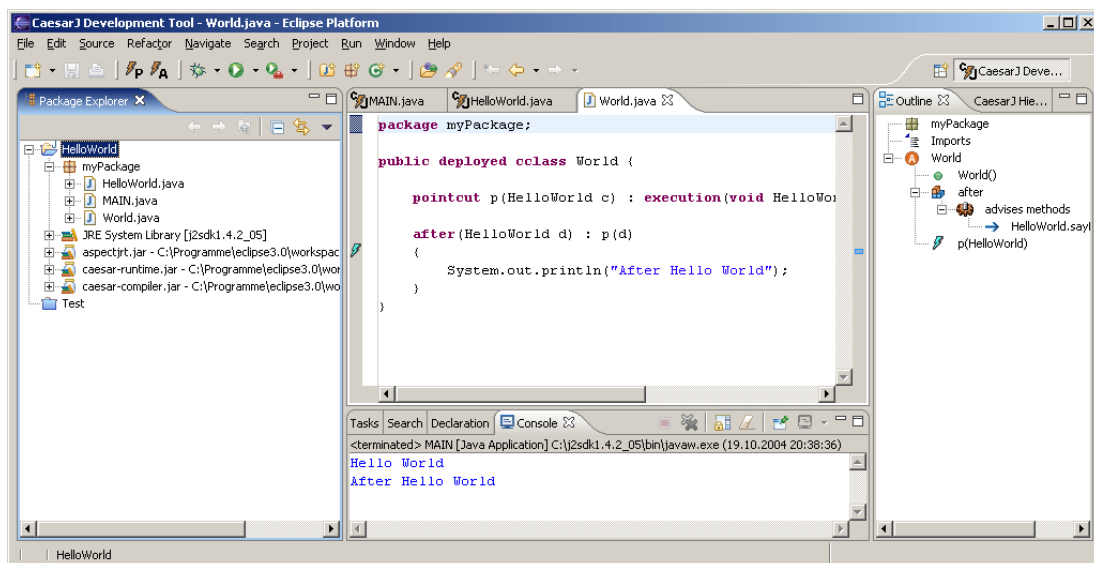 CaesarJ Development Tool - World.java - Eclipse Platform
File Edit Source Refactor Navigate Search Project Run Window Help
P A CaesarJ Deve...
Package Explorer
HelloWorld
myPackage
HelloWorld.java
MAIN.java
World.java
JRE System Library [j2sdk1.4.2_05]
aspectjrt.jar - C:\Programme\eclipse3.0\workspac
caesar-runtime.jar - C:\Programme\eclipse3.0\wor
caesar-compiler.jar - C:\Programme\eclipse3.0\wo
Test
MAIN.java HelloWorld.java World.java
package myPackage;
public deployed cclass World {
pointcut p(HelloWorld c) : execution(void HelloWor
after(HelloWorld d) : p(d)
{
System.out.println("After Hello World");
}
}
Tasks Search Declaration Console
<terminated> MAIN [Java Application] C:\j2sdk1.4.2_05\bin\javaw.exe (19.10.2004 20:38:36)
Hello World
After Hello World
Outline CaesarJ Hie...
myPackage
Imports
World
World()
after
advises methods
HelloWorld.sayH
p(HelloWorld)
HelloWorld